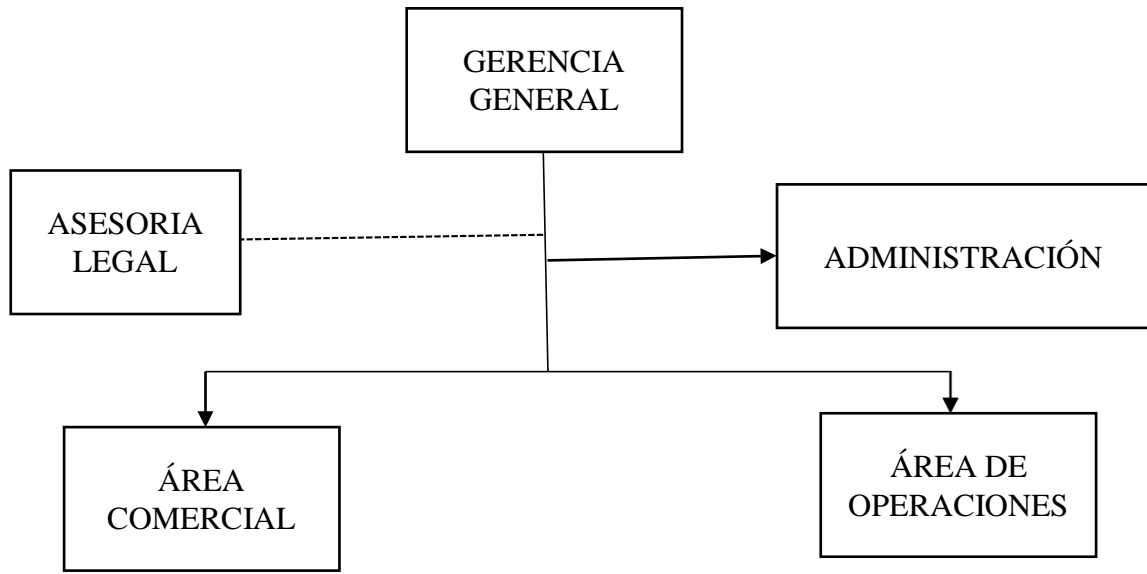 GERENCIA
GENERAL
ASESORIA
LEGAL
ADMINISTRACIÓN
ÁREA
COMERCIAL
ÁREA DE
OPERACIONES